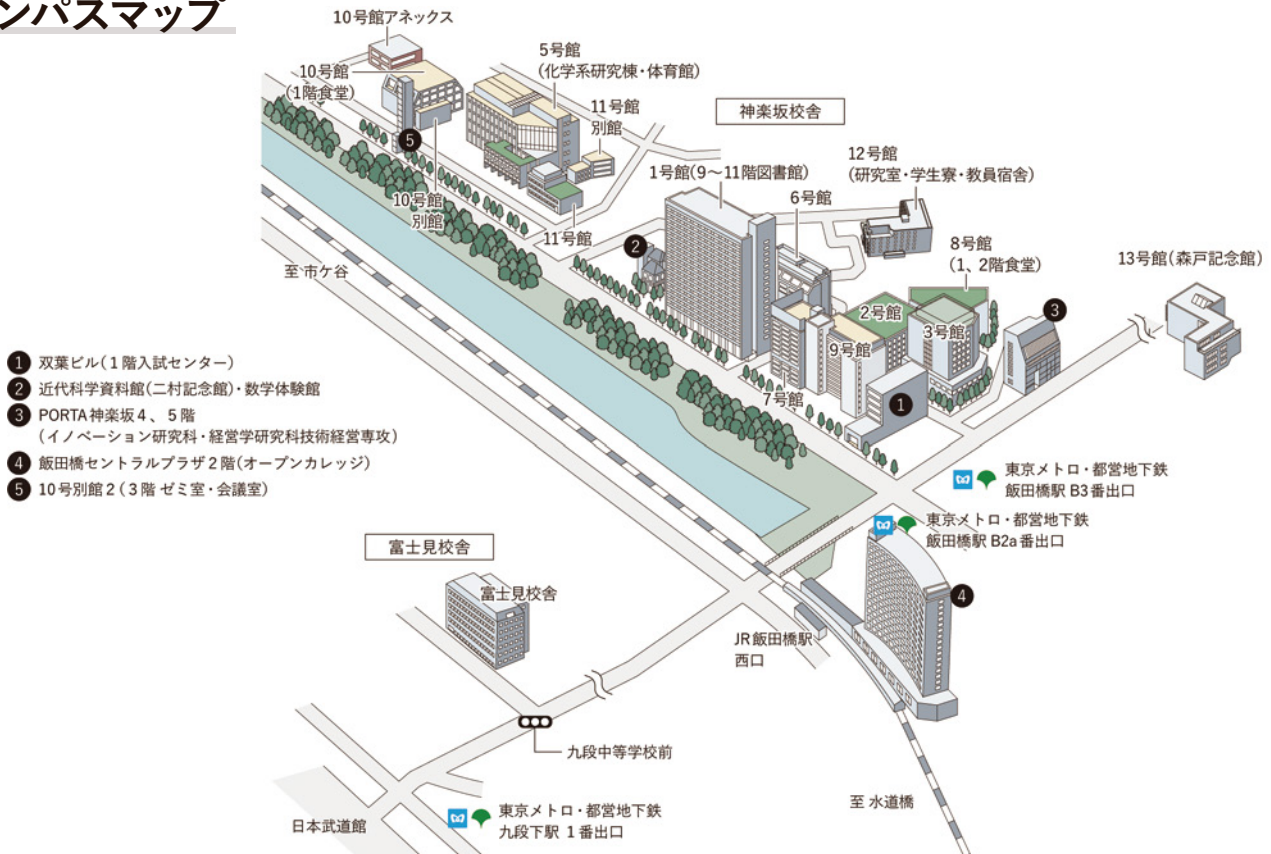 ンパスマップ
10号館アネックス
10号館
(1階食堂)
5号館
(化学系研究棟・体育館)
11号館
別館
神楽坂校舎
12号館
(研究室・学生寮・教員宿舎)
1号館(9〜11階図書館)
6号館
5
10号館
別館
11号館
2
8号館
(1、2階食堂)
13号館(森戸記念館)
至 市ケ谷
2号館
3号館
3
9号館
7号館
1
1 双葉ビル(1階入試センター)
2 近代科学資料館(二村記念館)・数学体験館
3 PORTA神楽坂4、5階
(イノベーション研究科・経営学研究科技術経営専攻)
4 飯田橋セントラルプラザ2階(オープンカレッジ)
5 10号別館2(3階 ゼミ室・会議室)
東京メトロ・都営地下鉄
飯田橋駅 B3番出口
東京メトロ・都営地下鉄
飯田橋駅 B2a番出口
富士見校舎
富士見校舎
4
JR飯田橋駅
西口
九段中等学校前
至 水道橋
日本武道館
東京メトロ・都営地下鉄
九段下駅 1番出口